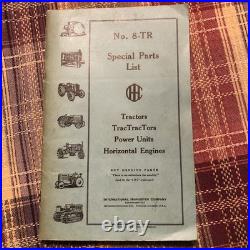 No. 8-TR
Special Parts
List
IHC
Tractors
TracTracTors
Power Units
Horizontal Engines
BUY GENUINE PARTS
INTERNATIONAL HARVESTER COMPANY